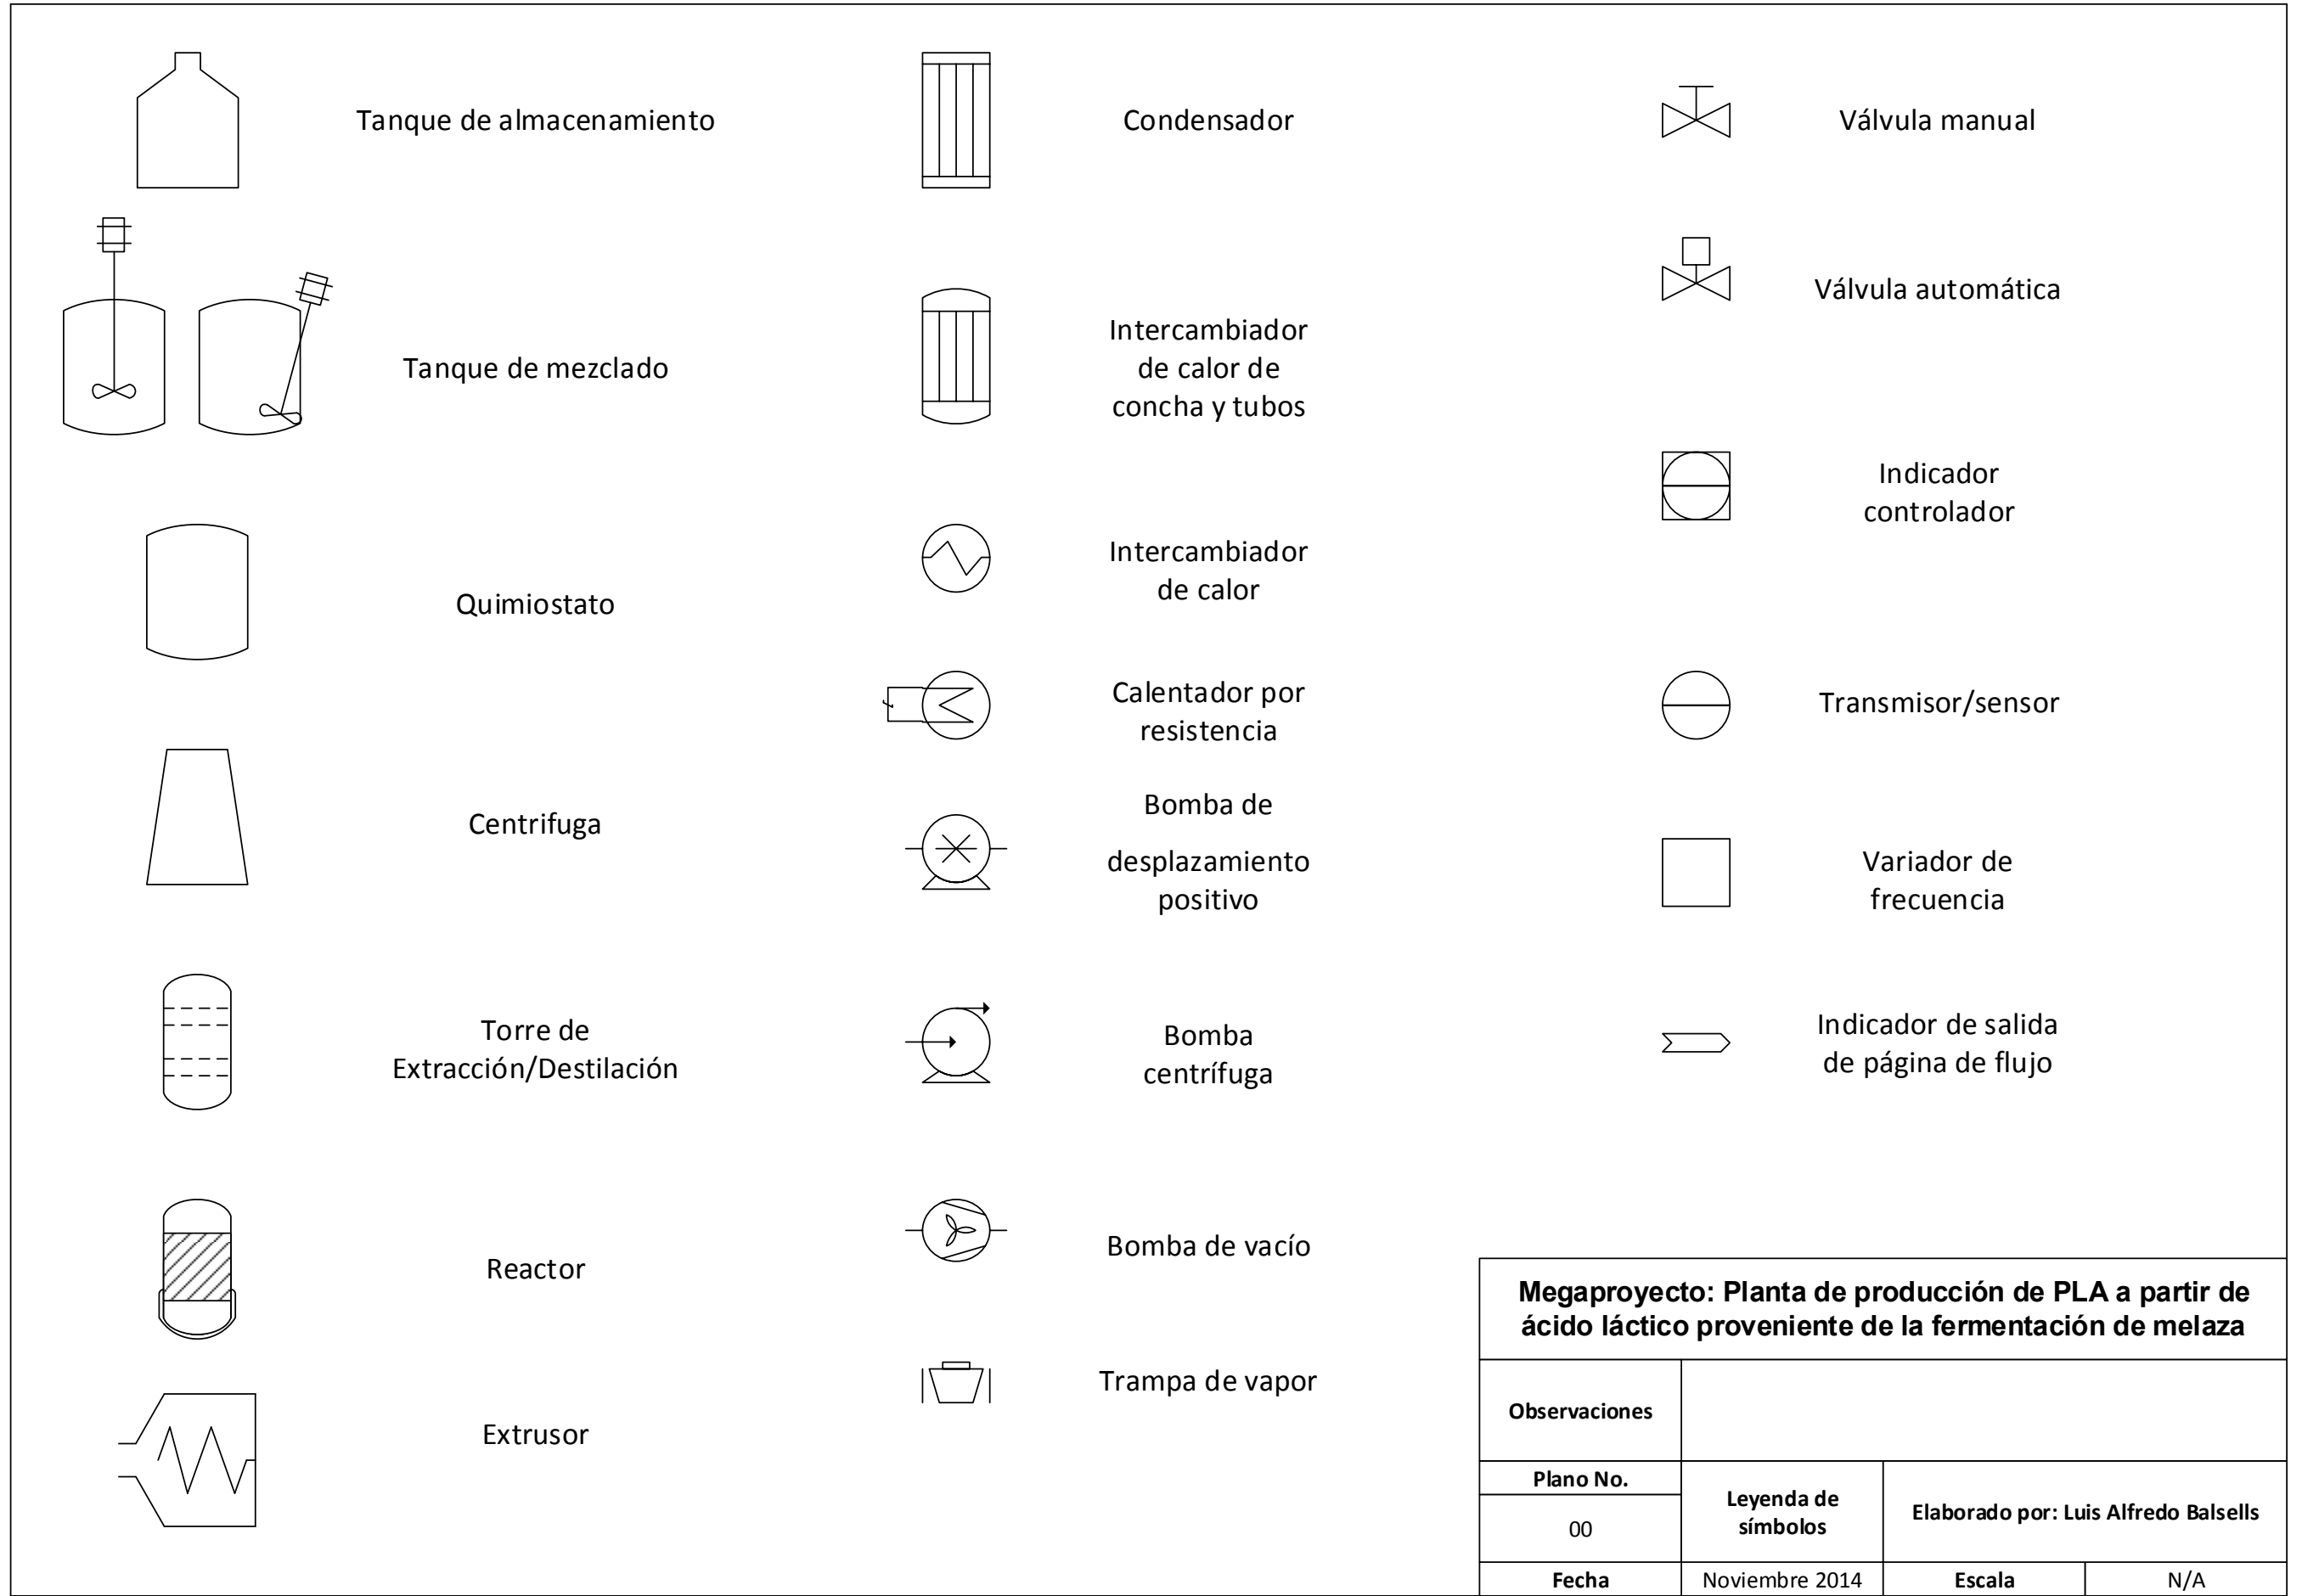 Tanque de almacenamiento
Tanque de mezclado
Quimiostato
Centrifuga
Torre de
Extracción/Destilación
Reactor
Extrusor
Condensador
Intercambiador
de calor de
concha y tubos
Intercambiador
de calor
Calentador por
resistencia
Bomba de
desplazamiento
positivo
Bomba
centrífuga
Bomba de vacío
Trampa de vapor
Válvula manual
Válvula automática
Indicador
controlador
Transmisor/sensor
Variador de
frecuencia
Indicador de salida
de página de flujo
Megaproyecto: Planta de producción de PLA a partir de
ácido láctico proveniente de la fermentación de melaza
Observaciones
Plano No.
00
Leyenda de
símbolos
Elaborado por: Luis Alfredo Balsells
Fecha
Noviembre 2014
Escala
N/A